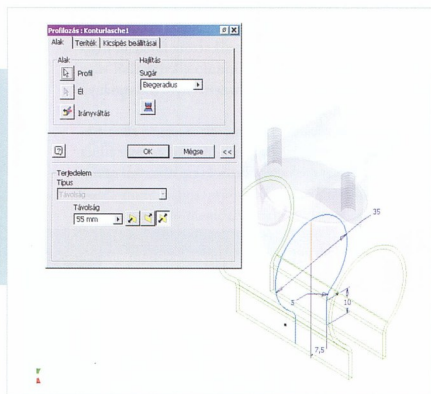 Profilozás : Konturlasche1
Alak Teríték Kicsípés beállításai
Alak
Profil
Él
Irányváltás
Hajlítás
Sugár
Biegeradius
OK Mégse <<
Terjedelem
Típus
Távolság
Távolság
55 mm
35
3
10
7,5